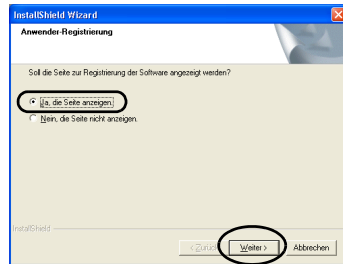 InstallShield Wizard
Anwender-Registrierung
Soll die Seite zur Registrierung der Software angezeigt werden?
Ja, die Seite anzeigen.
Nein, die Seite nicht anzeigen.
InstallShield
< Zurück Weiter > Abbrechen